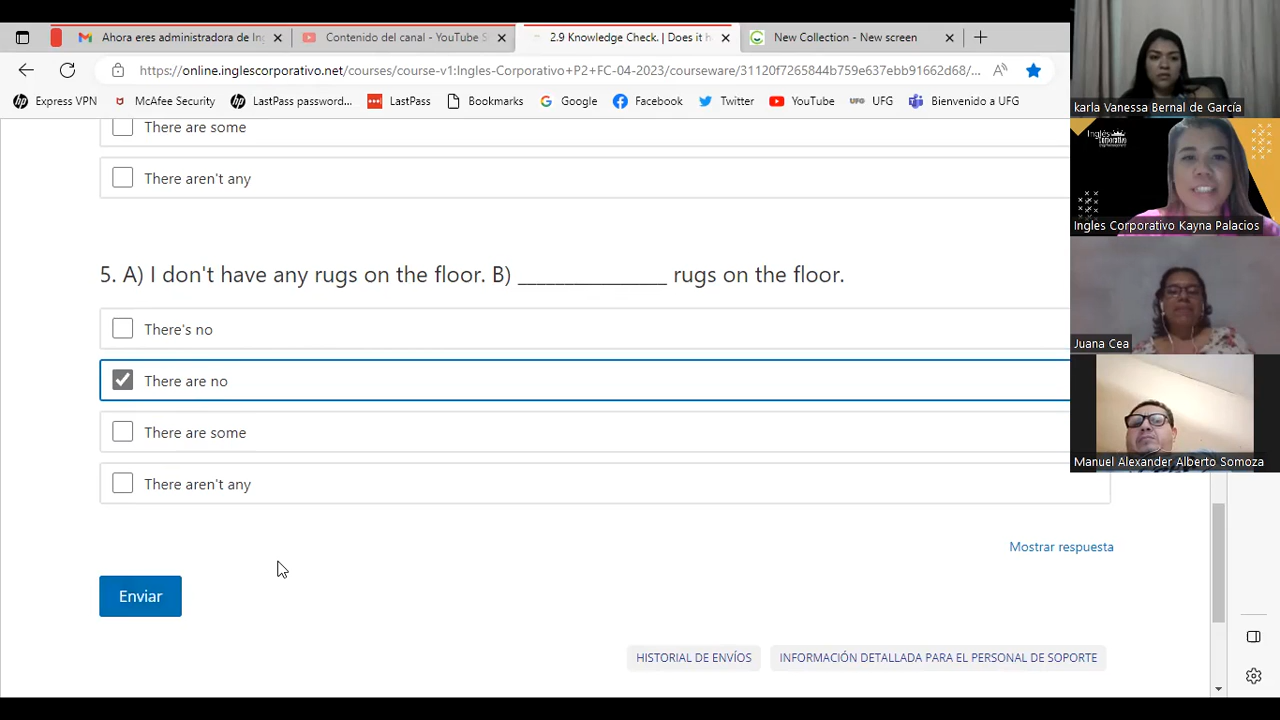 Ahora eres administradora de In
Contenido del canal - YouTube S
2.9 Knowledge Check. | Does it h
New Collection - New screen
https://online.inglescorporativo.net/courses/course-v1:Ingles-Corporativo+P2+FC-04-2023/courseware/31120f7265844b759e637ebb91662d68/...
Express VPN
McAfee Security
LastPass password...
LastPass
Bookmarks
Google
Facebook
Twitter
YouTube
UFG
UFG
Bienvenido a UFG
There are some
There aren't any
5. A) I don't have any rugs on the floor. B) ________________ rugs on the floor.
There's no
There are no
There are some
There aren't any
Mostrar respuesta
Enviar
HISTORIAL DE ENVÍOS
INFORMACIÓN DETALLADA PARA EL PERSONAL DE SOPORTE
karla Vanessa Bernal de García
Inglés
Corporativo
Ingles Corporativo Kayna Palacios
Juana Cea
Manuel Alexander Alberto Somoza